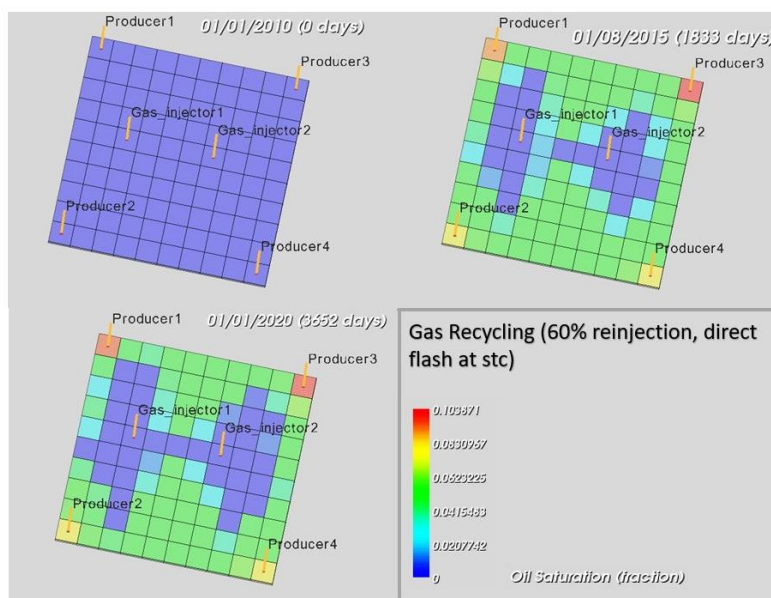 Producer1
01/01/2010 (0 days)
Producer3
Gas_injector1
Gas_injector2
Producer2
Producer4
Producer1
01/08/2015 (1833 days)
Producer3
Gas_injector1
Gas_injector2
Producer2
Producer4
Producer1
01/01/2020 (3652 days)
Producer3
Gas_injector1
Gas_injector2
Producer2
Producer4
Gas Recycling (60% reinjection, direct
flash at stc)
0.103871
0.0830967
0.0623225
0.0415483
0.0207742
0
Oil Saturation (fraction)